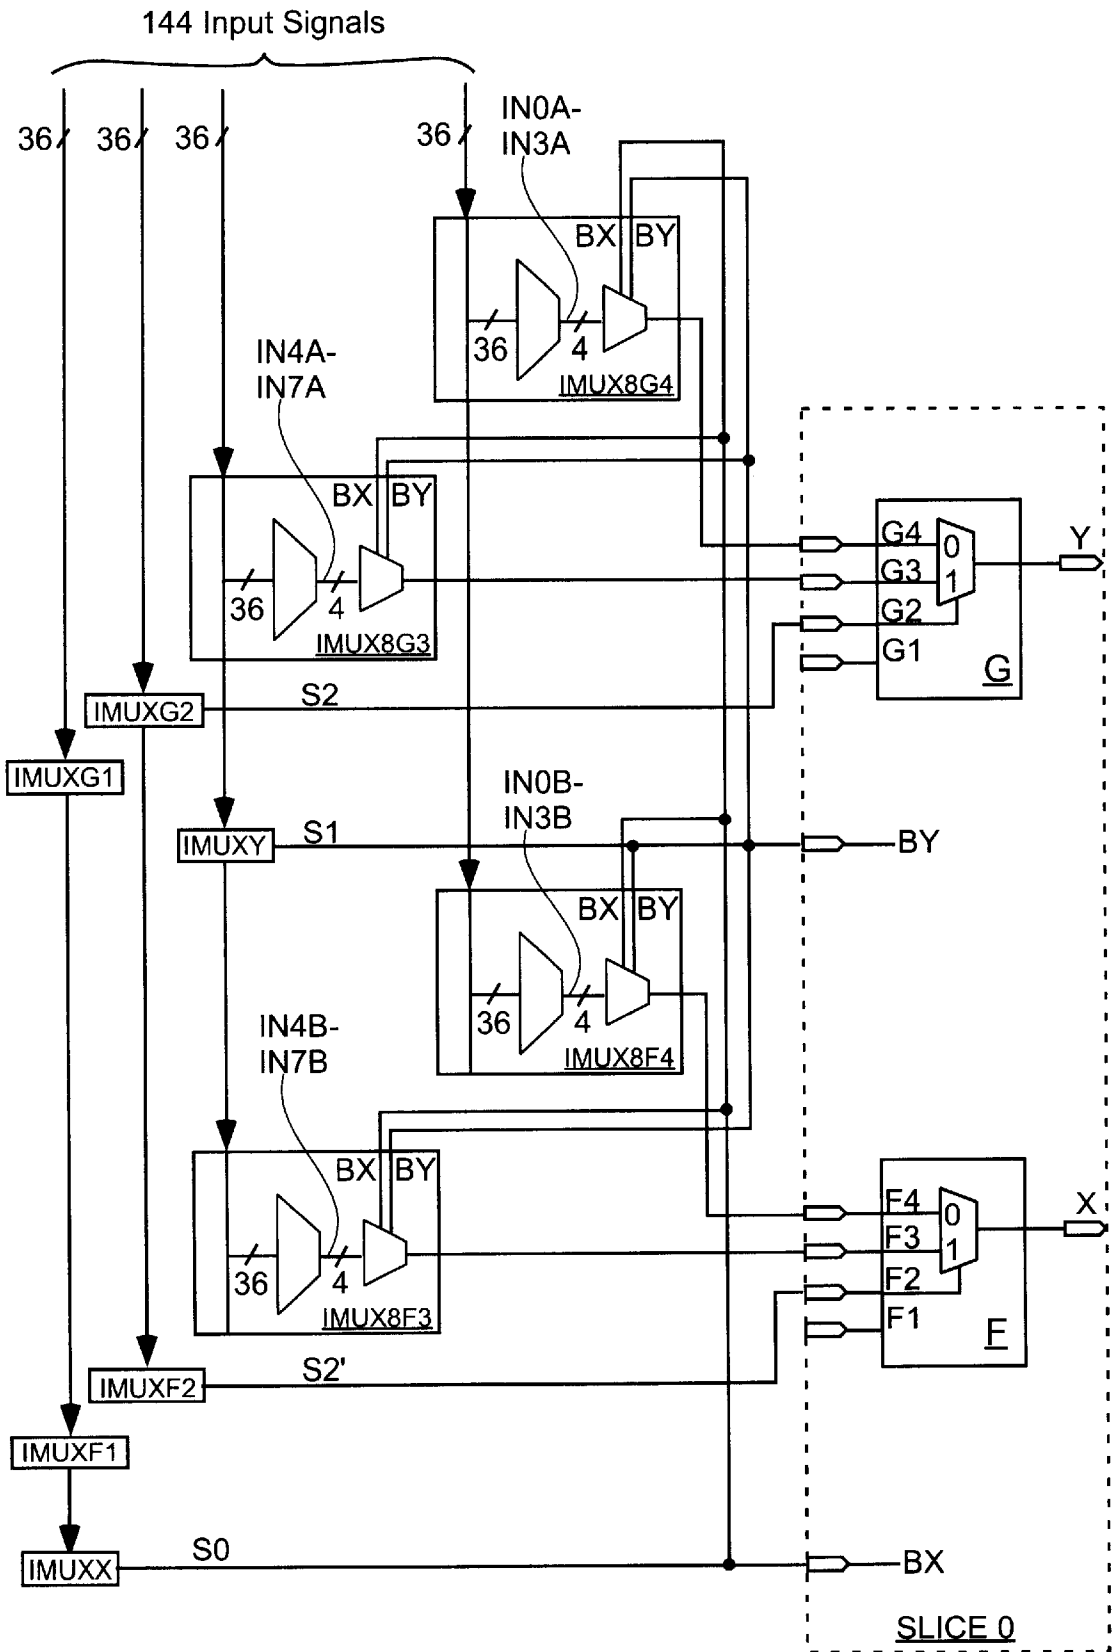 144 Input Signals
36
36
36
36
IN0A-
IN3A
BX BY
36
4
IMUX8G4
IN4A-
IN7A
BX BY
36
4
IMUX8G3
G4
G3
G2
G1
0
1
G
Y
IMUXG2
S2
IMUXG1
IN0B-
IN3B
IMUXY
S1
BY
BX BY
36
4
IMUX8F4
IN4B-
IN7B
BX BY
36
4
IMUX8F3
F4
F3
F2
F1
0
1
F
X
IMUXF2
S2'
IMUXF1
IMUXX
S0
BX
SLICE 0